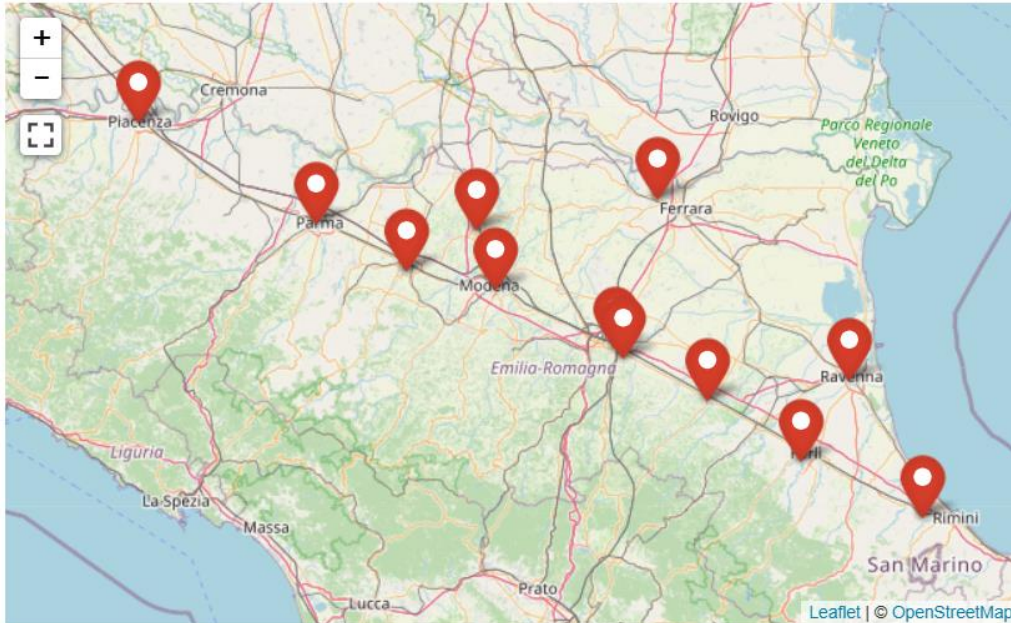 +
−
Cremona
Piacenza
Rovigo
Parco Regionale
Veneto
del Delta
del Po
Parma
Ferrara
Modena
Emilia-Romagna
Ravenna
Liguria
La Spezia
Massa
Rimini
San Marino
Prato
Lucca
Leaflet | © OpenStreetMap